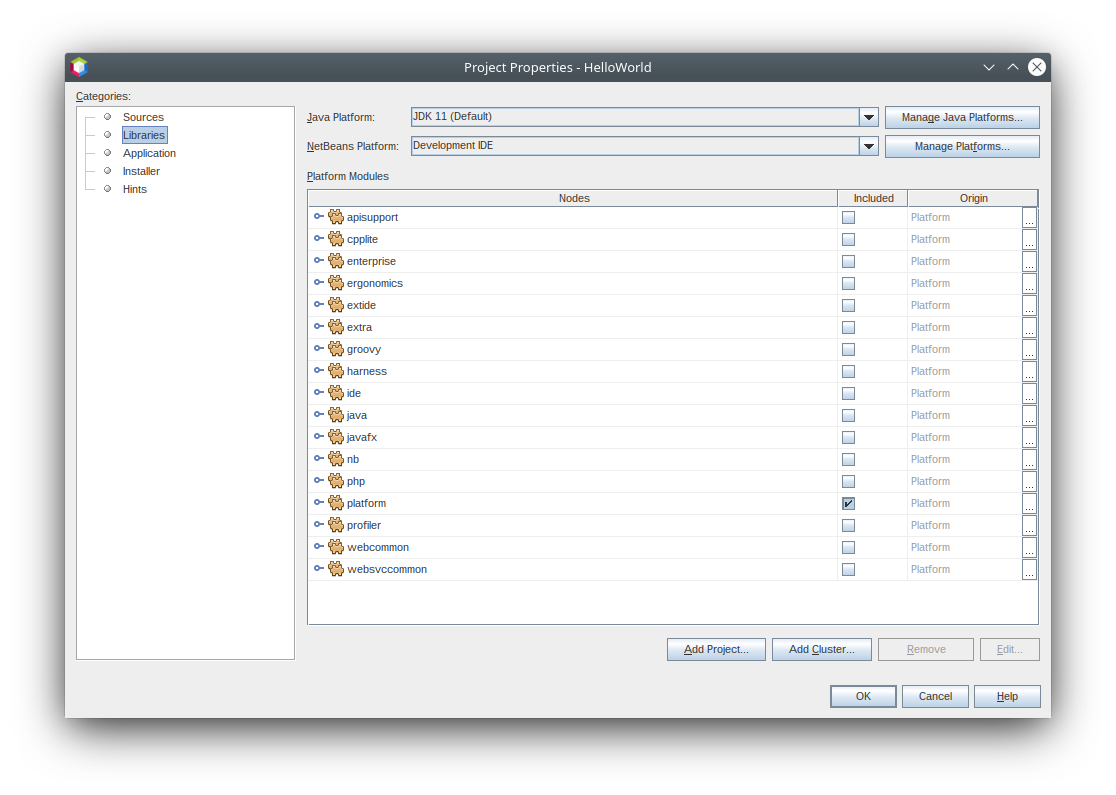 Project Properties - HelloWorld
Categories:
Sources
Libraries
Application
Installer
Hints
Java Platform: JDK 11 (Default) Manage Java Platforms...
NetBeans Platform: Development IDE Manage Platforms...
Platform Modules
Nodes Included Origin
apisupport Platform ...
cpplite Platform ...
enterprise Platform ...
ergonomics Platform ...
extide Platform ...
extra Platform ...
groovy Platform ...
harness Platform ...
ide Platform ...
java Platform ...
javafx Platform ...
nb Platform ...
php Platform ...
platform Platform ...
profiler Platform ...
webcommon Platform ...
websvccommon Platform ...
Add Project... Add Cluster... Remove Edit...
OK Cancel Help